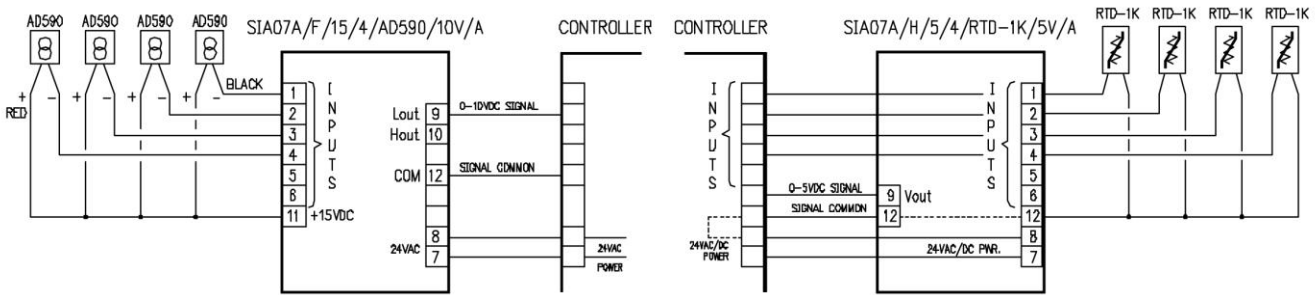 AD590 AD590 AD590 AD590
SIA07A/F/15/4/AD590/10V/A
CONTROLLER
CONTROLLER
SIA07A/H/5/4/RTD-1K/5V/A
RTD-1K RTD-1K RTD-1K RTD-1K
+ - + - + - + -
RED
BLACK
1
2
3
4
5
6
11 +15VDC
INPUTS
Lout 9
Hout 10
COM 12
24VAC
8
7
0-10VDC SIGNAL
SIGNAL COMMON
24VAC
POWER
INPUTS
0-5VDC SIGNAL
SIGNAL COMMON
24VAC/DC
POWER
9 Vout
12
24VAC/DC PWR.
INPUTS
1
2
3
4
5
6
12
8
7